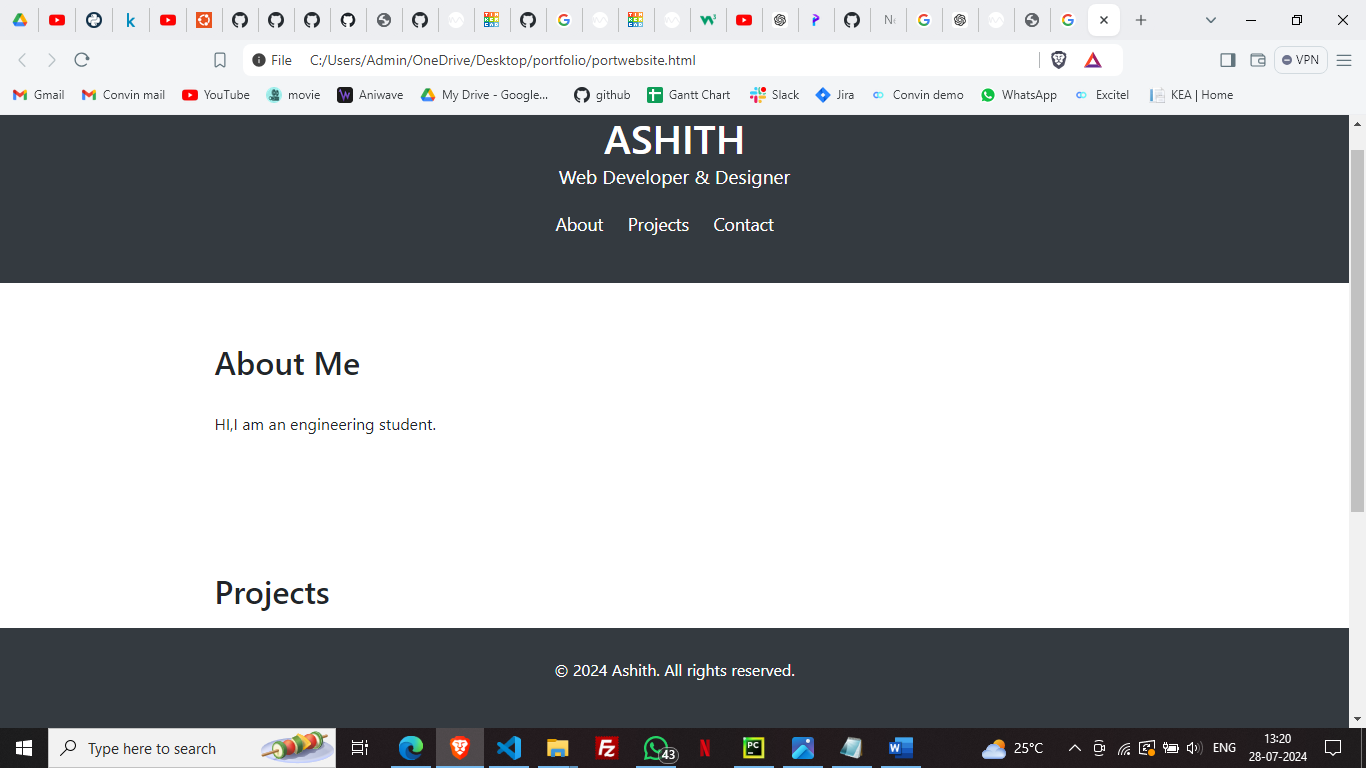 File C:/Users/Admin/OneDrive/Desktop/portfolio/portwebsite.html VPN
Gmail Convin mail YouTube movie Aniwave My Drive - Google... github Gantt Chart Slack Jira Convin demo WhatsApp Excitel KEA | Home
ASHITH
Web Developer & Designer
About Projects Contact
About Me
HI,I am an engineering student.
Projects
© 2024 Ashith. All rights reserved.
Type here to search 43 25°C ENG 13:20
28-07-2024